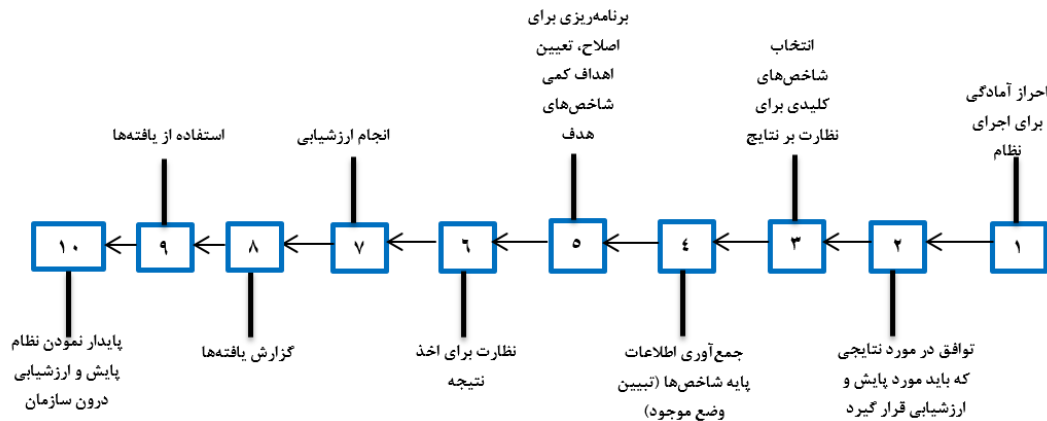 احراز آمادگی
برای اجرای
نظام
۱
۲
توافق در مورد نتایجی
که باید مورد پایش و
ارزشیابی قرار گیرد
انتخاب
شاخص‌های
کلیدی برای
نظارت بر نتایج
۳
٤
جمع‌آوری اطلاعات
پایه شاخص‌ها (تبیین
وضع موجود)
برنامه‌ریزی برای
اصلاح، تعیین
اهداف کمی
شاخص‌های
هدف
۵
۶
نظارت برای اخذ
نتیجه
انجام ارزشیابی
۷
۸
گزارش یافته‌ها
استفاده از یافته‌ها
۹
۱۰
پایدار نمودن نظام
پایش و ارزشیابی
درون سازمان